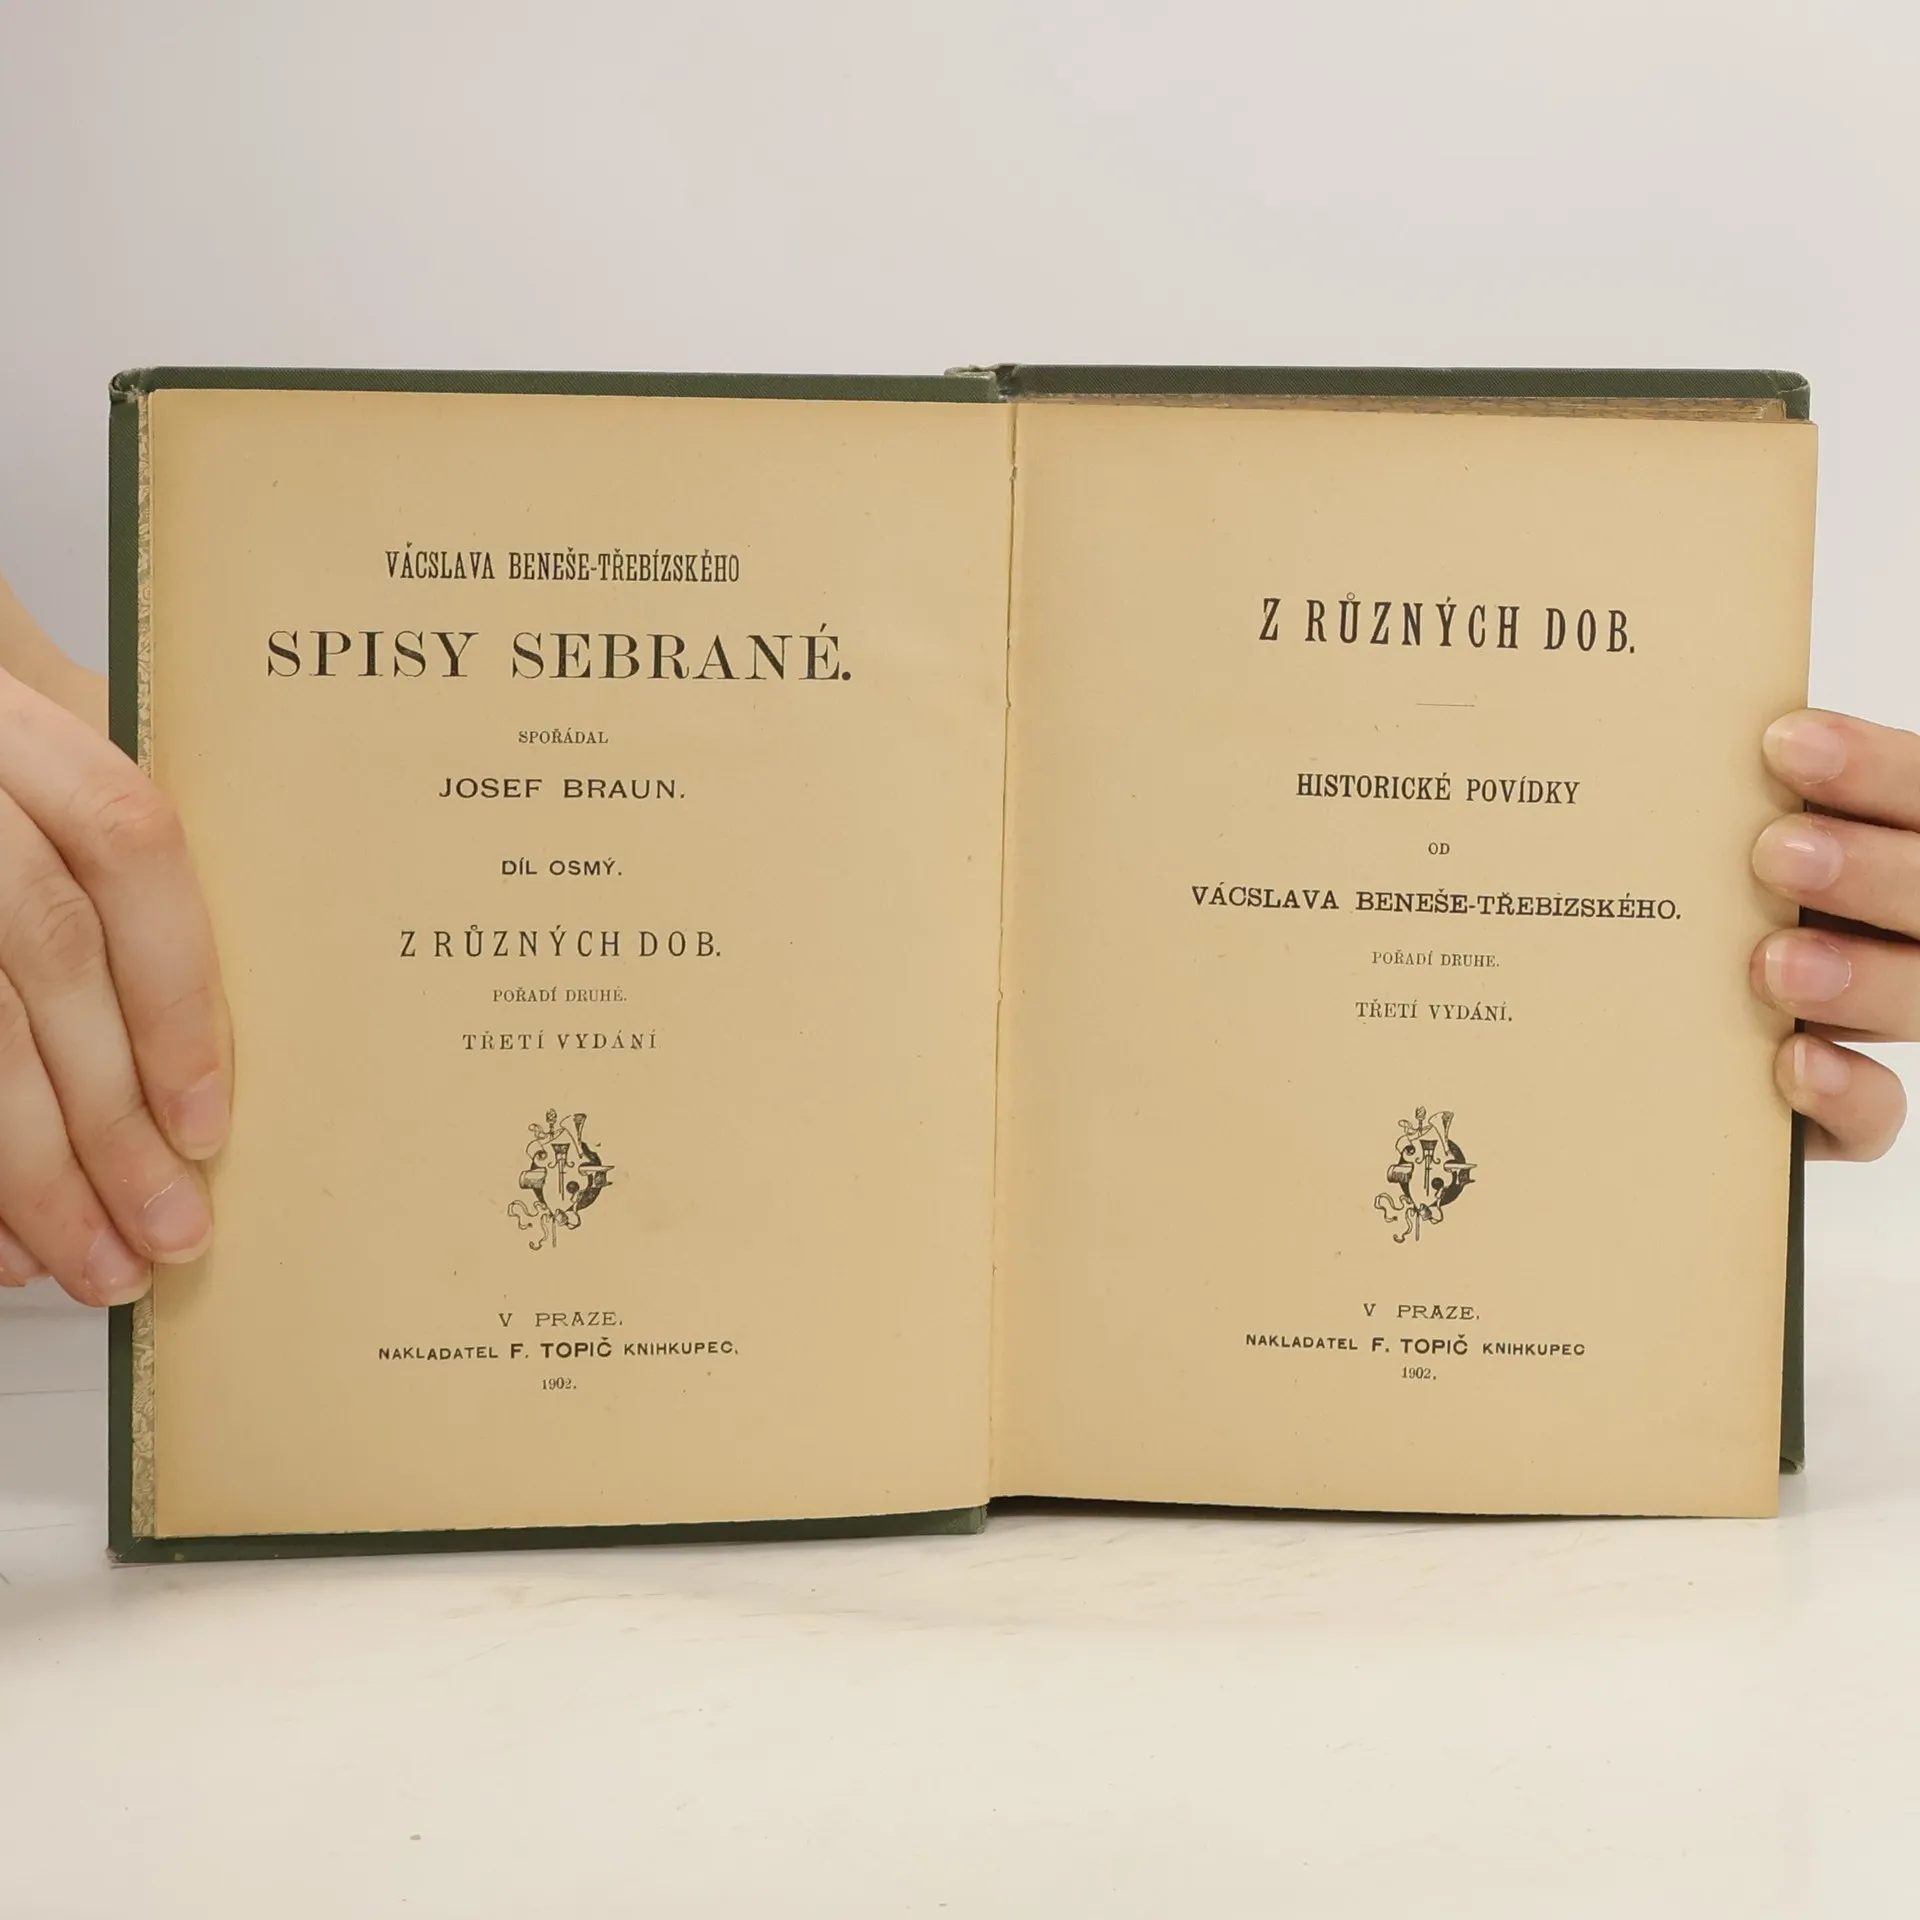 VÁCSLAVA BENEŠE-TŘEBÍZSKÉHO
SPISY SEBRANÉ.
SPOŘÁDAL
JOSEF BRAUN.
DÍL OSMÝ.
Z RŮZNÝCH DOB.
POŘADÍ DRUHÉ.
TŘETÍ VYDÁNÍ
V PRAZE.
NAKLADATEL F. TOPIČ KNIHKUPEC.
1902.
Z RŮZNÝCH DOB.
HISTORICKÉ POVÍDKY
OD
VÁCSLAVA BENEŠE-TŘEBÍZSKÉHO.
POŘADÍ DRUHÉ.
TŘETÍ VYDÁNÍ.
V PRAZE.
NAKLADATEL F. TOPIČ KNIHKUPEC
1902.